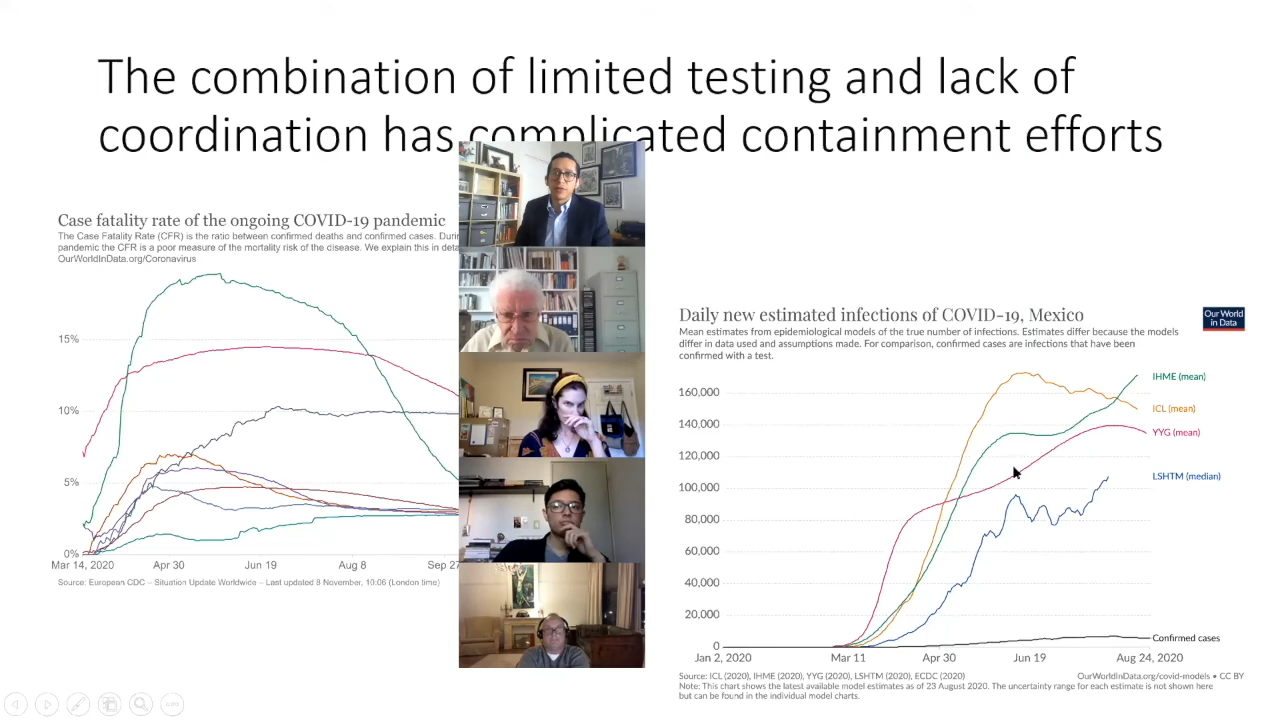 The combination of limited testing and lack of
coordination has complicated containment efforts
Case fatality rate of the ongoing COVID-19 pandemic
The Case Fatality Rate (CFR) is the ratio between confirmed deaths and confirmed cases.
pandemic the CFR is a poor measure of the mortality risk of the disease. We explain this in
OurWorldInData.org/Coronavirus
15%
10%
5%
0%
Mar 14, 2020 Apr 30 Jun 19 Aug 8 Sep 27
Source: European CDC – Situation Update Worldwide – Last updated 8 November, 10:06 (London time)
Daily new estimated infections of COVID-19, Mexico
Our World
in Data
Mean estimates from epidemiological models of the true number of infections. Estimates differ because the models
differ in data used and assumptions made. For comparison, confirmed cases are infections that have been
confirmed with a test.
IHME (mean)
160,000
ICL (mean)
140,000
YYG (mean)
120,000
LSHTM (median)
100,000
80,000
60,000
40,000
20,000
Confirmed cases
0
Jan 2, 2020 Mar 11 Apr 30 Jun 19 Aug 24, 2020
Source: ICL (2020), IHME (2020), YYG (2020), LSHTM (2020), ECDC (2020) OurWorldInData.org/covid-models • CC BY
Note: This chart shows the latest available model estimates as of 23 August 2020. The uncertainty range for each estimate is not shown here
but can be found in the individual model charts.